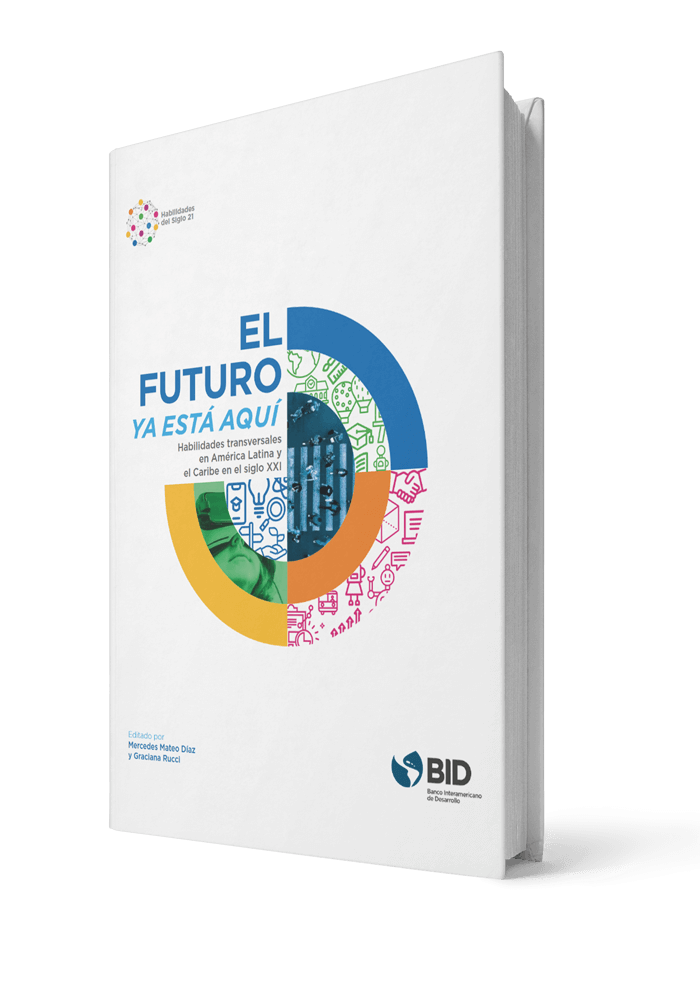 Habilidades
del Siglo 21
EL
FUTURO
YA ESTÁ AQUÍ
Habilidades transversales
en América Latina y
el Caribe en el siglo XXI
Editado por
Mercedes Mateo Díaz
y Graciana Rucci
BID
Banco Interamericano
de Desarrollo